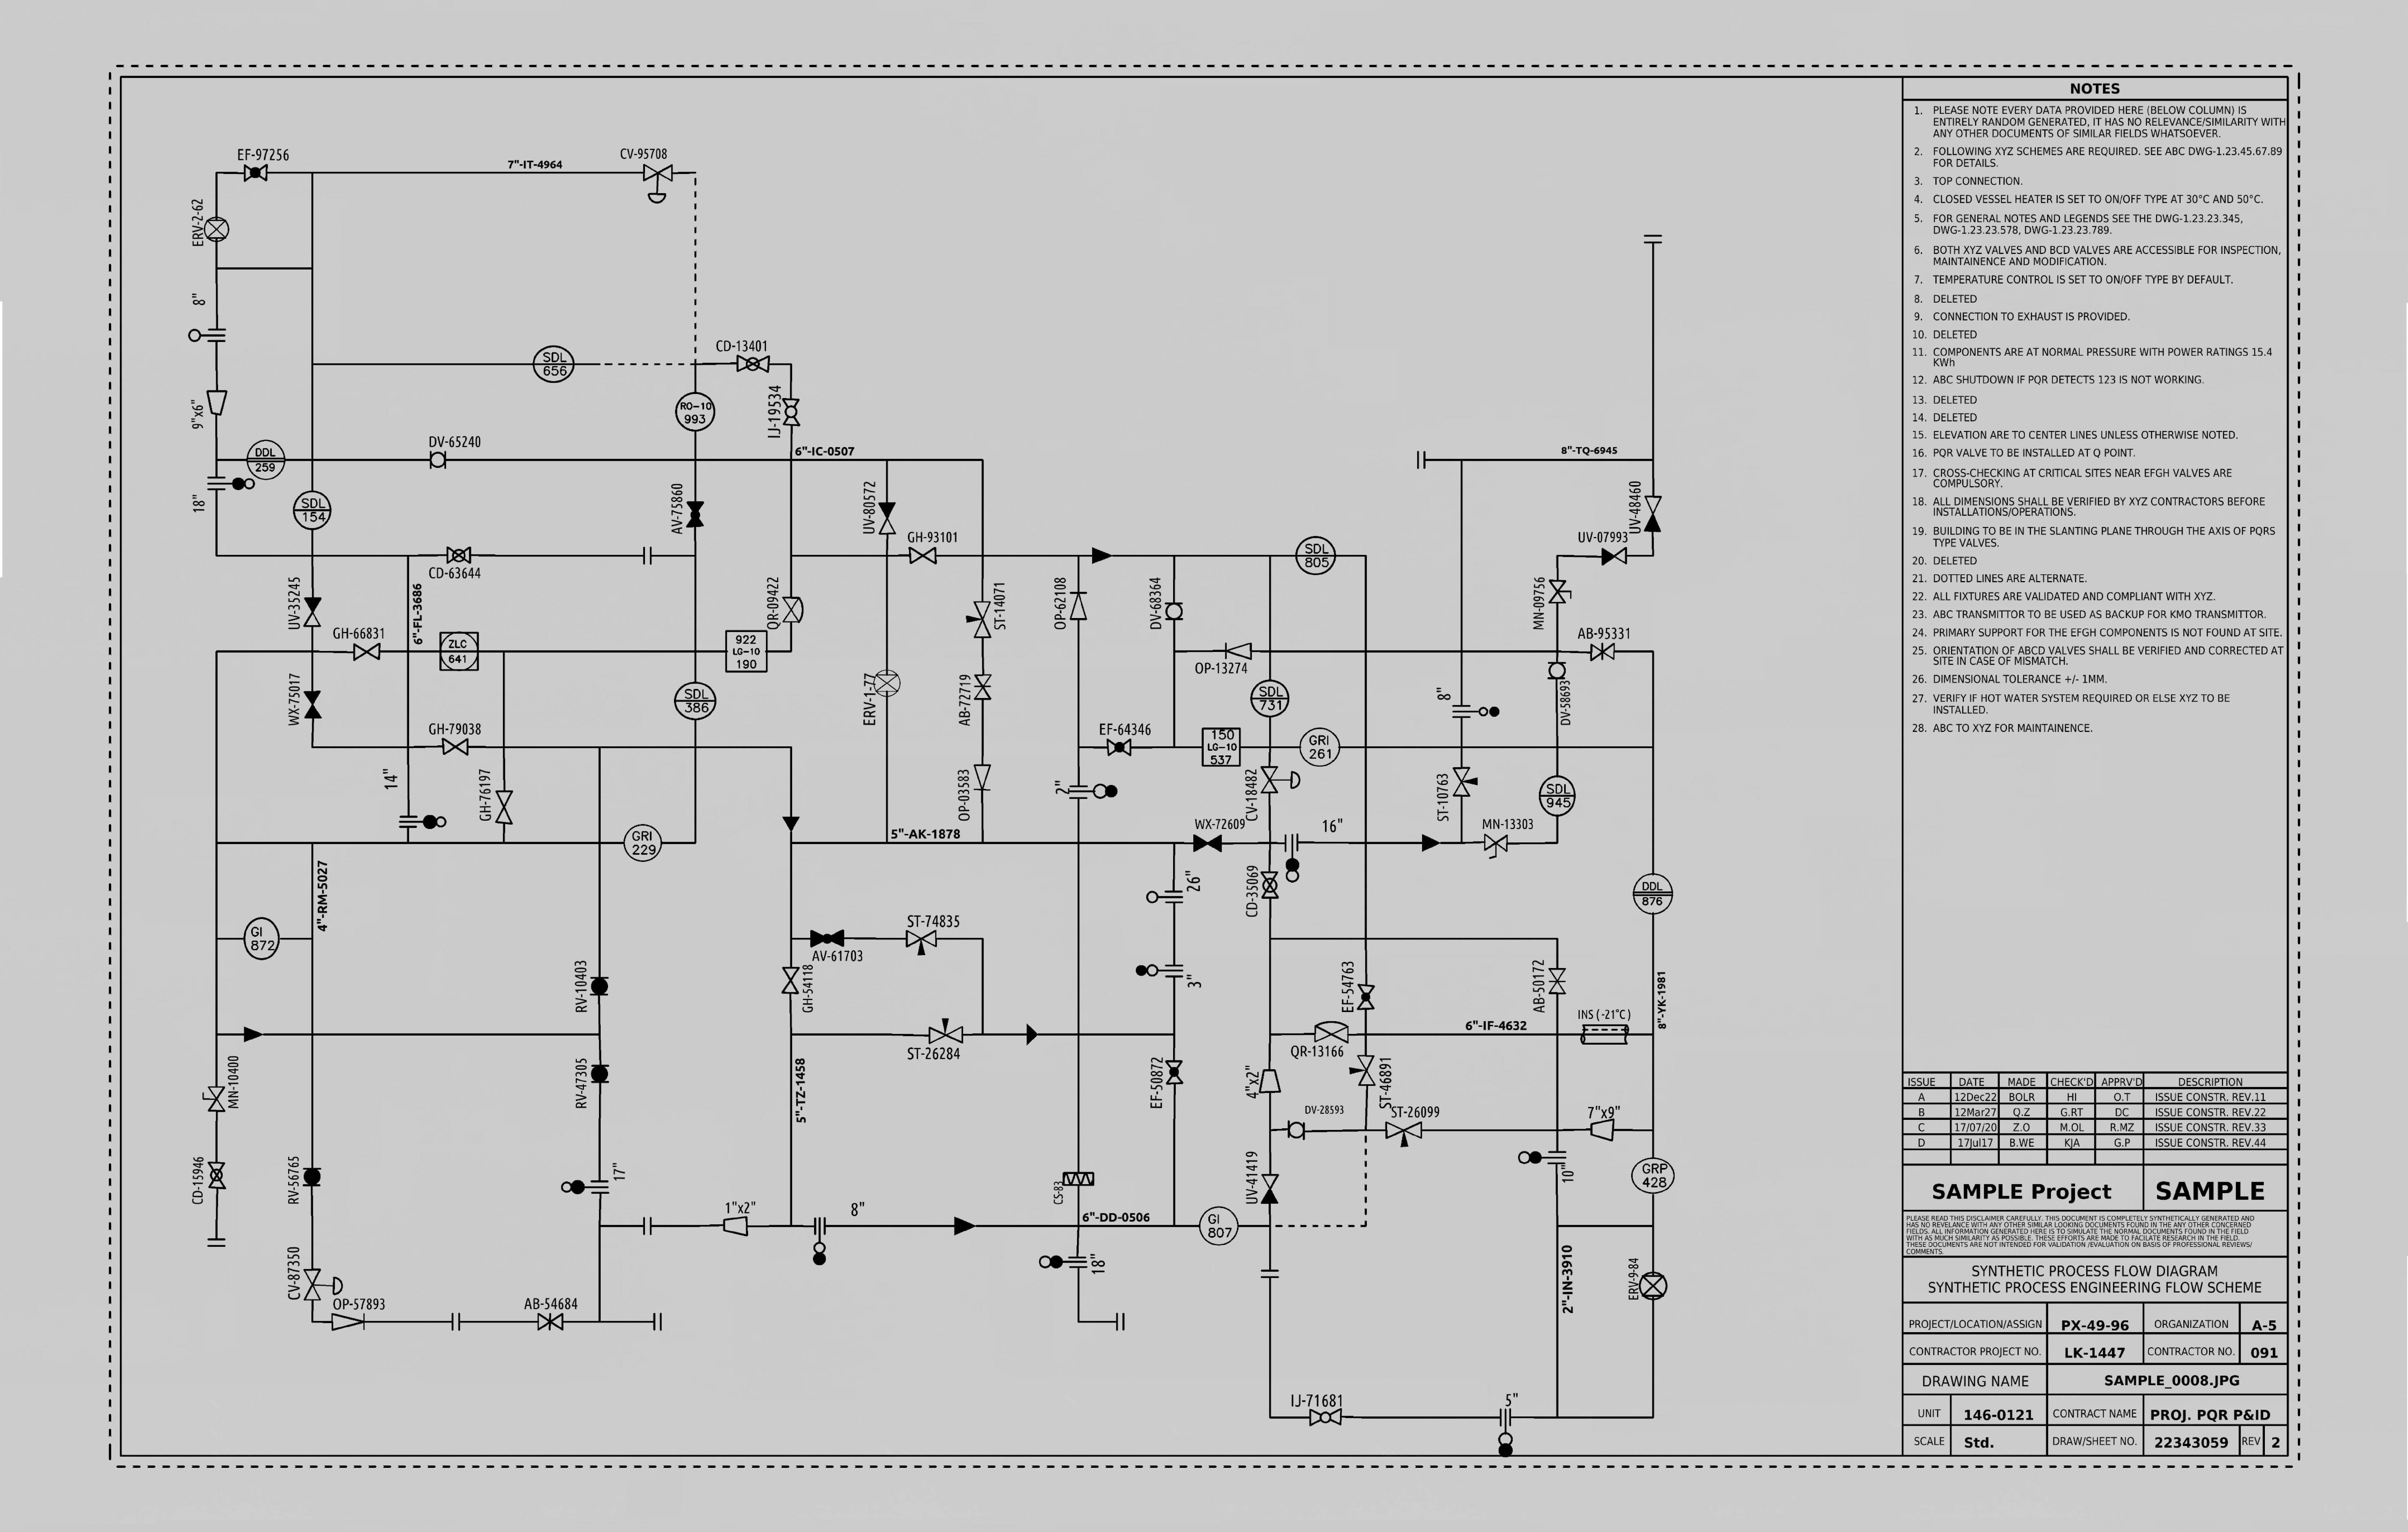 EF-97256
7"-IT-4964
CV-95708
ERV-2-62
8"
9"x6"
SDL
656
CD-13401
RO-10
993
IJ-19534
DDL
259
DV-65240
6"-IC-0507
8"-TQ-6945
18"
SDL
154
AV-75860
UV-80572
GH-93101
CD-63644
SDL
805
UV-07993
UV-48460
UV-35245
6"-FL-3686
QR-09422
ST-14071
OP-62108
DV-68364
MN-09756
GH-66831
ZLC
641
922
LG-10
190
OP-13274
AB-95331
WX-75017
SDL
386
ERV-1-77
AB-72719
SDL
731
8"
DV-58693
GH-79038
EF-64346
150
LG-10
537
GRI
261
14"
GH-76197
OP-03583
2"
CV-18482
ST-10763
SDL
945
GRI
229
5"-AK-1878
WX-72609
16"
MN-13303
4"-RM-5027
26"
CD-35069
DDL
876
GI
872
ST-74835
AV-61703
RV-10403
GH-54118
3"
EF-54763
AB-50172
8"-YK-1981
INS (-21°C)
6"-IF-4632
QR-13166
ST-26284
MN-10400
RV-47305
5"-TZ-1458
EF-50872
4"x2"
ST-46891
DV-28593
ST-26099
7"x9"
CD-15946
RV-56765
17"
CS-83
UV-41419
10"
GRP
428
1"x2"
8"
6"-DD-0506
GI
807
CV-87350
18"
2"-IN-3910
ERV-9-84
OP-57893
AB-54684
IJ-71681
5"
NOTES
1. PLEASE NOTE EVERY DATA PROVIDED HERE (BELOW COLUMN) IS
ENTIRELY RANDOM GENERATED, IT HAS NO RELEVANCE/SIMILARITY WITH
ANY OTHER DOCUMENTS OF SIMILAR FIELDS WHATSOEVER.
2. FOLLOWING XYZ SCHEMES ARE REQUIRED. SEE ABC DWG-1.23.45.67.89
FOR DETAILS.
3. TOP CONNECTION.
4. CLOSED VESSEL HEATER IS SET TO ON/OFF TYPE AT 30°C AND 50°C.
5. FOR GENERAL NOTES AND LEGENDS SEE THE DWG-1.23.23.345,
DWG-1.23.23.578, DWG-1.23.23.789.
6. BOTH XYZ VALVES AND BCD VALVES ARE ACCESSIBLE FOR INSPECTION,
MAINTAINENCE AND MODIFICATION.
7. TEMPERATURE CONTROL IS SET TO ON/OFF TYPE BY DEFAULT.
8. DELETED
9. CONNECTION TO EXHAUST IS PROVIDED.
10. DELETED
11. COMPONENTS ARE AT NORMAL PRESSURE WITH POWER RATINGS 15.4
KWh
12. ABC SHUTDOWN IF PQR DETECTS 123 IS NOT WORKING.
13. DELETED
14. DELETED
15. ELEVATION ARE TO CENTER LINES UNLESS OTHERWISE NOTED.
16. PQR VALVE TO BE INSTALLED AT Q POINT.
17. CROSS-CHECKING AT CRITICAL SITES NEAR EFGH VALVES ARE
COMPULSORY.
18. ALL DIMENSIONS SHALL BE VERIFIED BY XYZ CONTRACTORS BEFORE
INSTALLATIONS/OPERATIONS.
19. BUILDING TO BE IN THE SLANTING PLANE THROUGH THE AXIS OF PQRS
TYPE VALVES.
20. DELETED
21. DOTTED LINES ARE ALTERNATE.
22. ALL FIXTURES ARE VALIDATED AND COMPLIANT WITH XYZ.
23. ABC TRANSMITTOR TO BE USED AS BACKUP FOR KMO TRANSMITTOR.
24. PRIMARY SUPPORT FOR THE EFGH COMPONENTS IS NOT FOUND AT SITE.
25. ORIENTATION OF ABCD VALVES SHALL BE VERIFIED AND CORRECTED AT
SITE IN CASE OF MISMATCH.
26. DIMENSIONAL TOLERANCE +/- 1MM.
27. VERIFY IF HOT WATER SYSTEM REQUIRED OR ELSE XYZ TO BE
INSTALLED.
28. ABC TO XYZ FOR MAINTAINENCE.
ISSUE DATE MADE CHECK'D APPRV'D DESCRIPTION
A 12Dec22 BOLR HI O.T ISSUE CONSTR. REV.11
B 12Mar27 Q.Z G.RT DC ISSUE CONSTR. REV.22
C 17/07/20 Z.O M.OL R.MZ ISSUE CONSTR. REV.33
D 17Jul17 B.WE KJA G.P ISSUE CONSTR. REV.44
SAMPLE Project SAMPLE
PLEASE READ THIS DISCLAIMER CAREFULLY. THIS DOCUMENT IS COMPLETELY SYNTHETICALLY GENERATED AND
HAS NO REVELANCE WITH ANY OTHER SIMILAR LOOKING DOCUMENTS FOUND IN THE ANY OTHER CONCERNED
FIELDS. ALL INFORMATION GENERATED HERE IS TO SIMULATE THE NORMAL DOCUMENTS FOUND IN THE FIELD
WITH AS MUCH SIMILARITY AS POSSIBLE. THESE EFFORTS ARE MADE TO FACILATE RESEARCH IN THE FIELD.
THESE DOCUMENTS ARE NOT INTENDED FOR VALIDATION /EVALUATION ON BASIS OF PROFESSIONAL REVIEWS/
COMMENTS.
SYNTHETIC PROCESS FLOW DIAGRAM
SYNTHETIC PROCESS ENGINEERING FLOW SCHEME
PROJECT/LOCATION/ASSIGN PX-49-96 ORGANIZATION A-5
CONTRACTOR PROJECT NO. LK-1447 CONTRACTOR NO. 091
DRAWING NAME SAMPLE_0008.JPG
UNIT 146-0121 CONTRACT NAME PROJ. PQR P&ID
SCALE Std. DRAW/SHEET NO. 22343059 REV 2